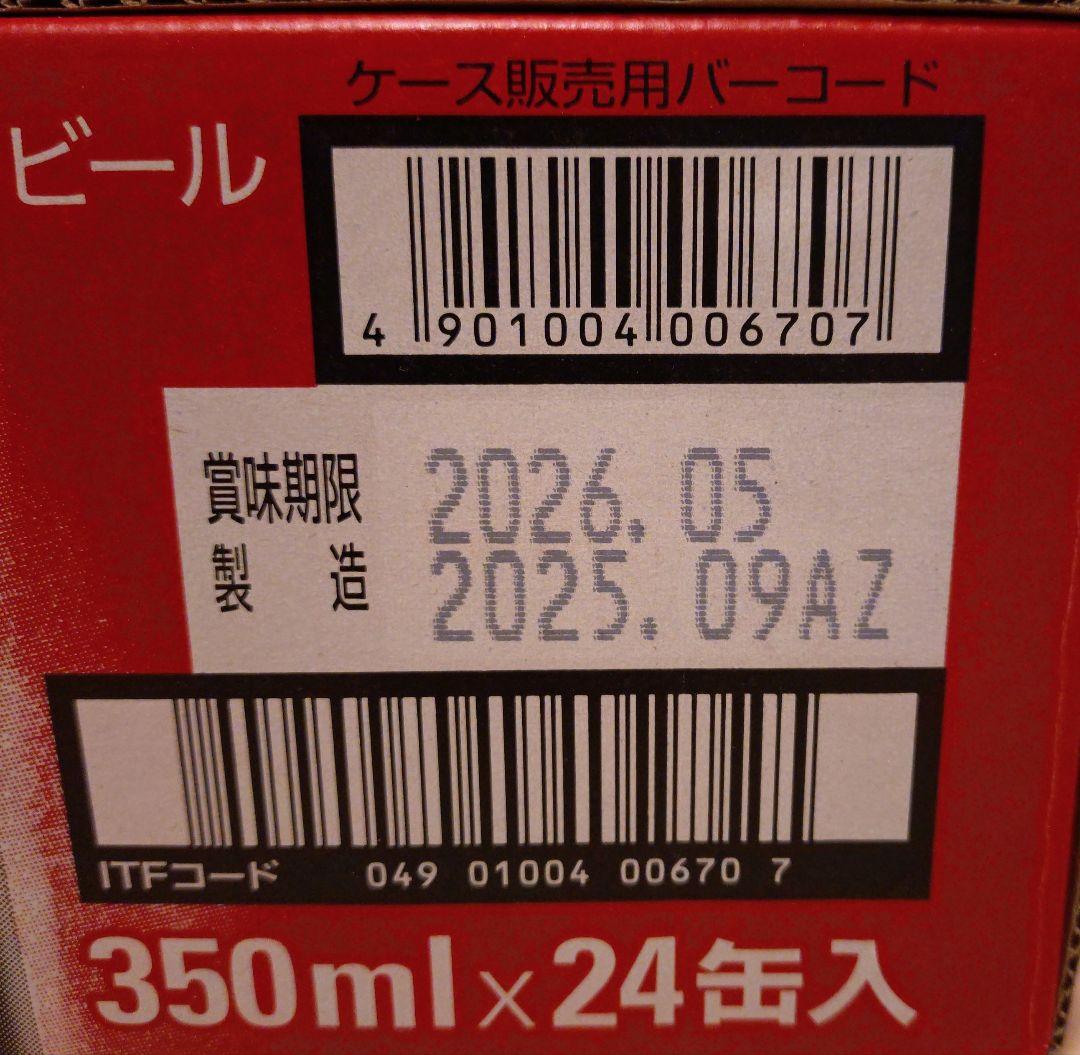 ケース販売用バーコード
ビール
4 901004 006707
賞味期限 2026.05
製造 2025.09AZ
ITFコード 049 01004 00670 7
350ml×24缶入